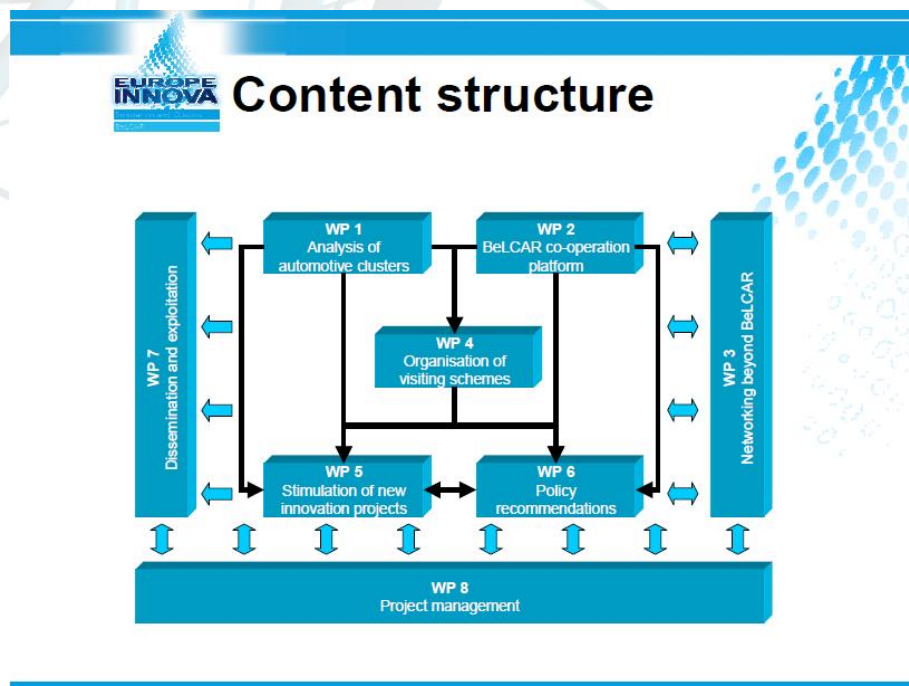 EUROPE
INNOVA
Content structure
WP 1
Analysis of
automotive clusters
WP 2
BeLCAR co-operation
platform
WP 7
Dissemination and exploitation
WP 4
Organisation of
visiting schemes
WP 3
Networking beyond BeLCAR
WP 5
Stimulation of new
innovation projects
WP 6
Policy
recommendations
WP 8
Project management